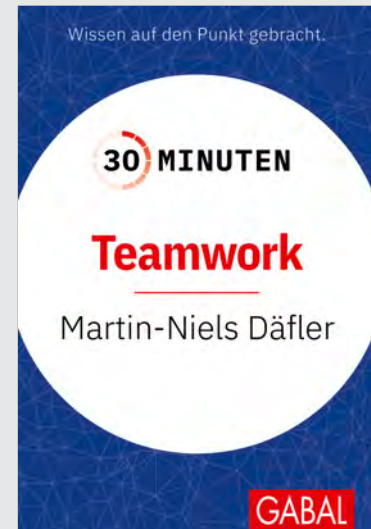 Wissen auf den Punkt gebracht.
30 MINUTEN
Teamwork
Martin-Niels Däfler
GABAL